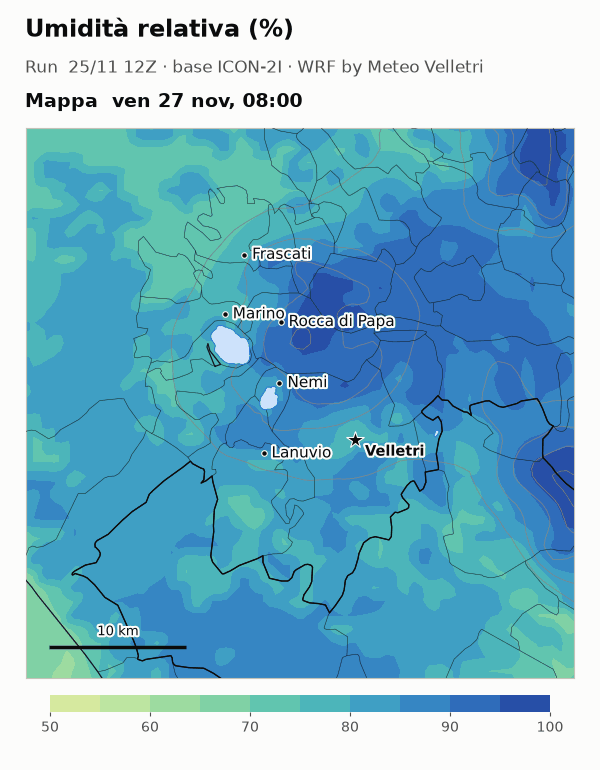 Umidità relativa (%)
Run  25/11 12Z · base ICON-2I · WRF by Meteo Velletri
Mappa  ven 27 nov, 08:00
Frascati
Marino
Rocca di Papa
Nemi
Velletri
Lanuvio
10 km
50 60 70 80 90 100